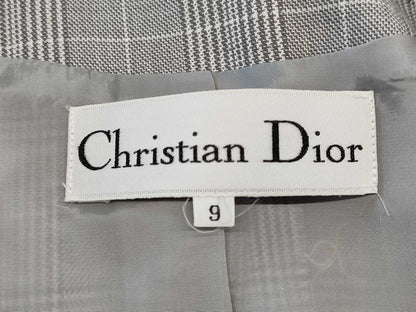 Christian Dior
9